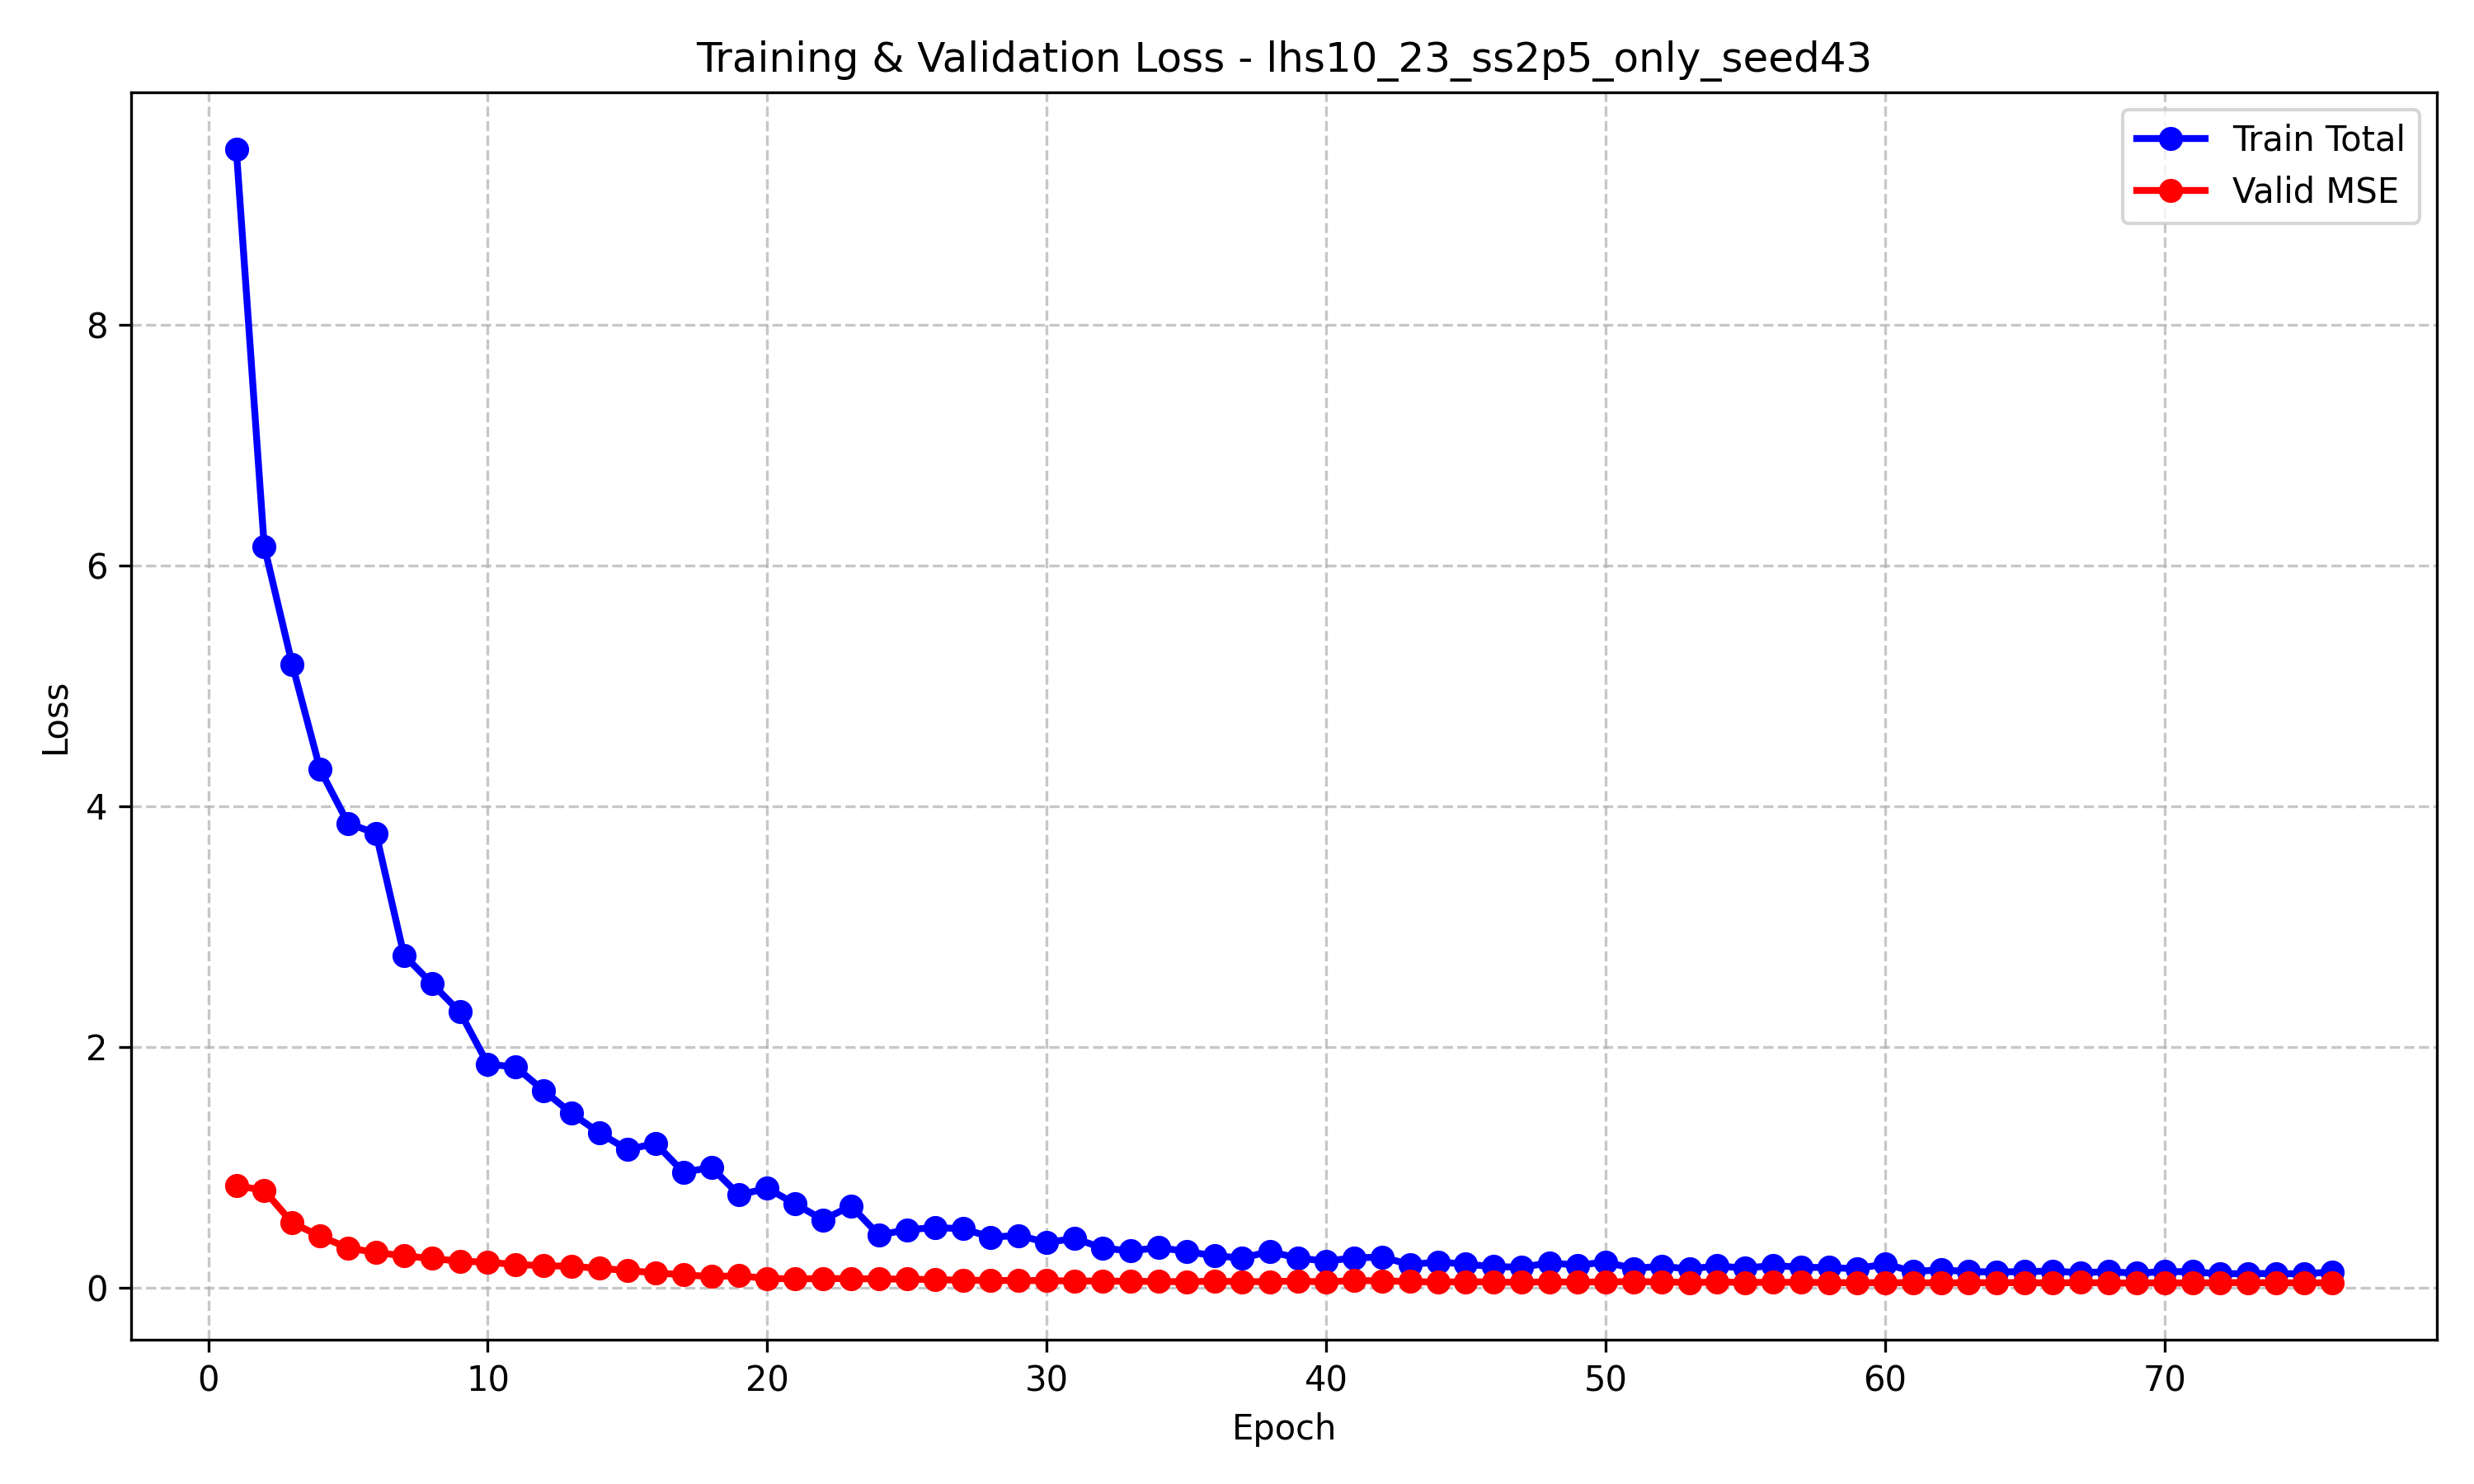 Training & Validation Loss - lhs10_23_ss2p5_only_seed43
Train Total
Valid MSE
Loss
8
6
4
2
0
0 10 20 30 40 50 60 70
Epoch